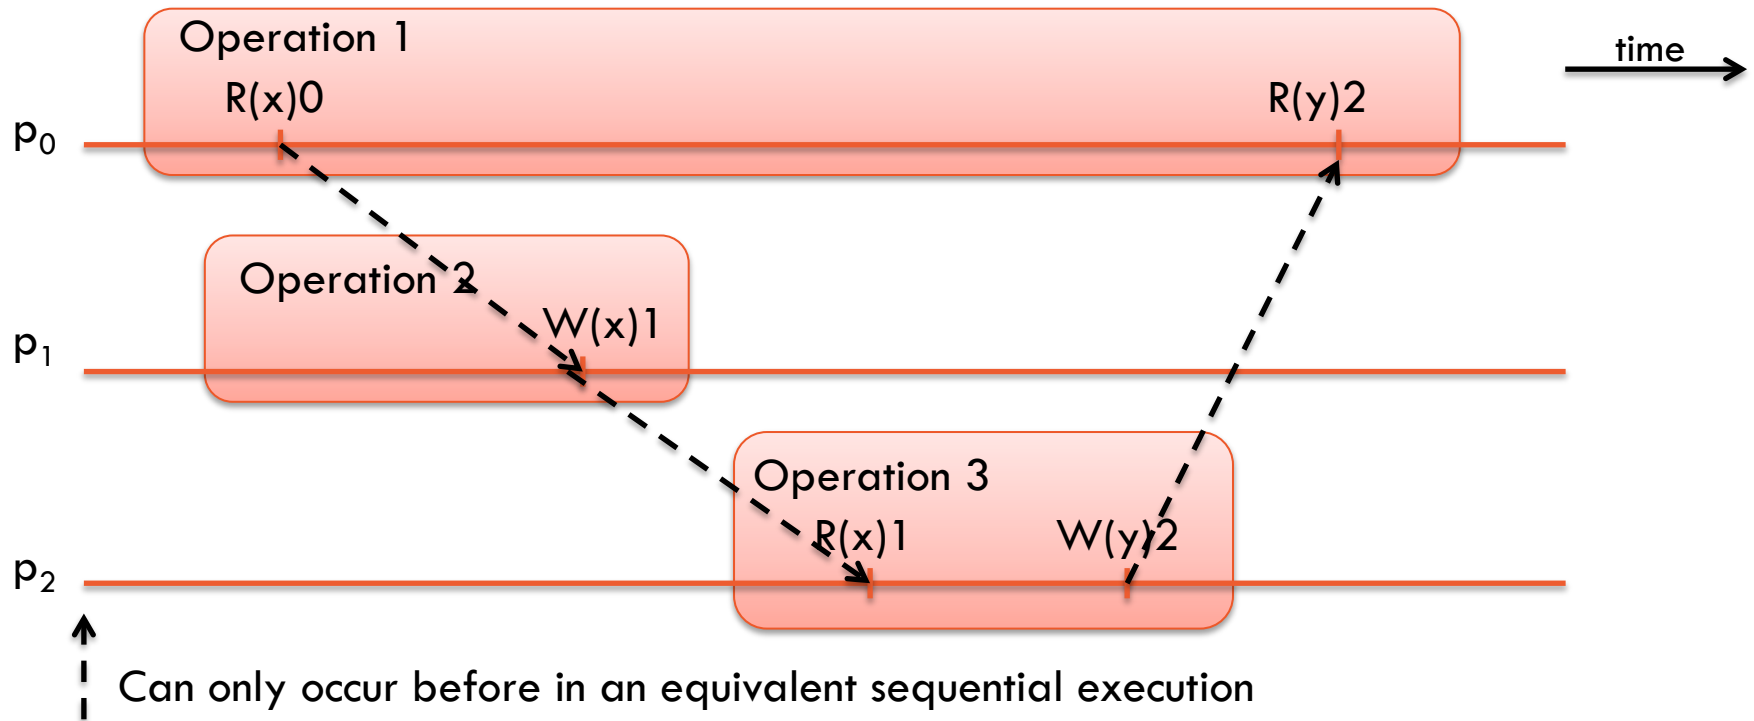 Operation 1
time
R(x)0
R(y)2
p0
Operation 2
W(x)1
p1
Operation 3
R(x)1
W(y)2
p2
Can only occur before in an equivalent sequential execution